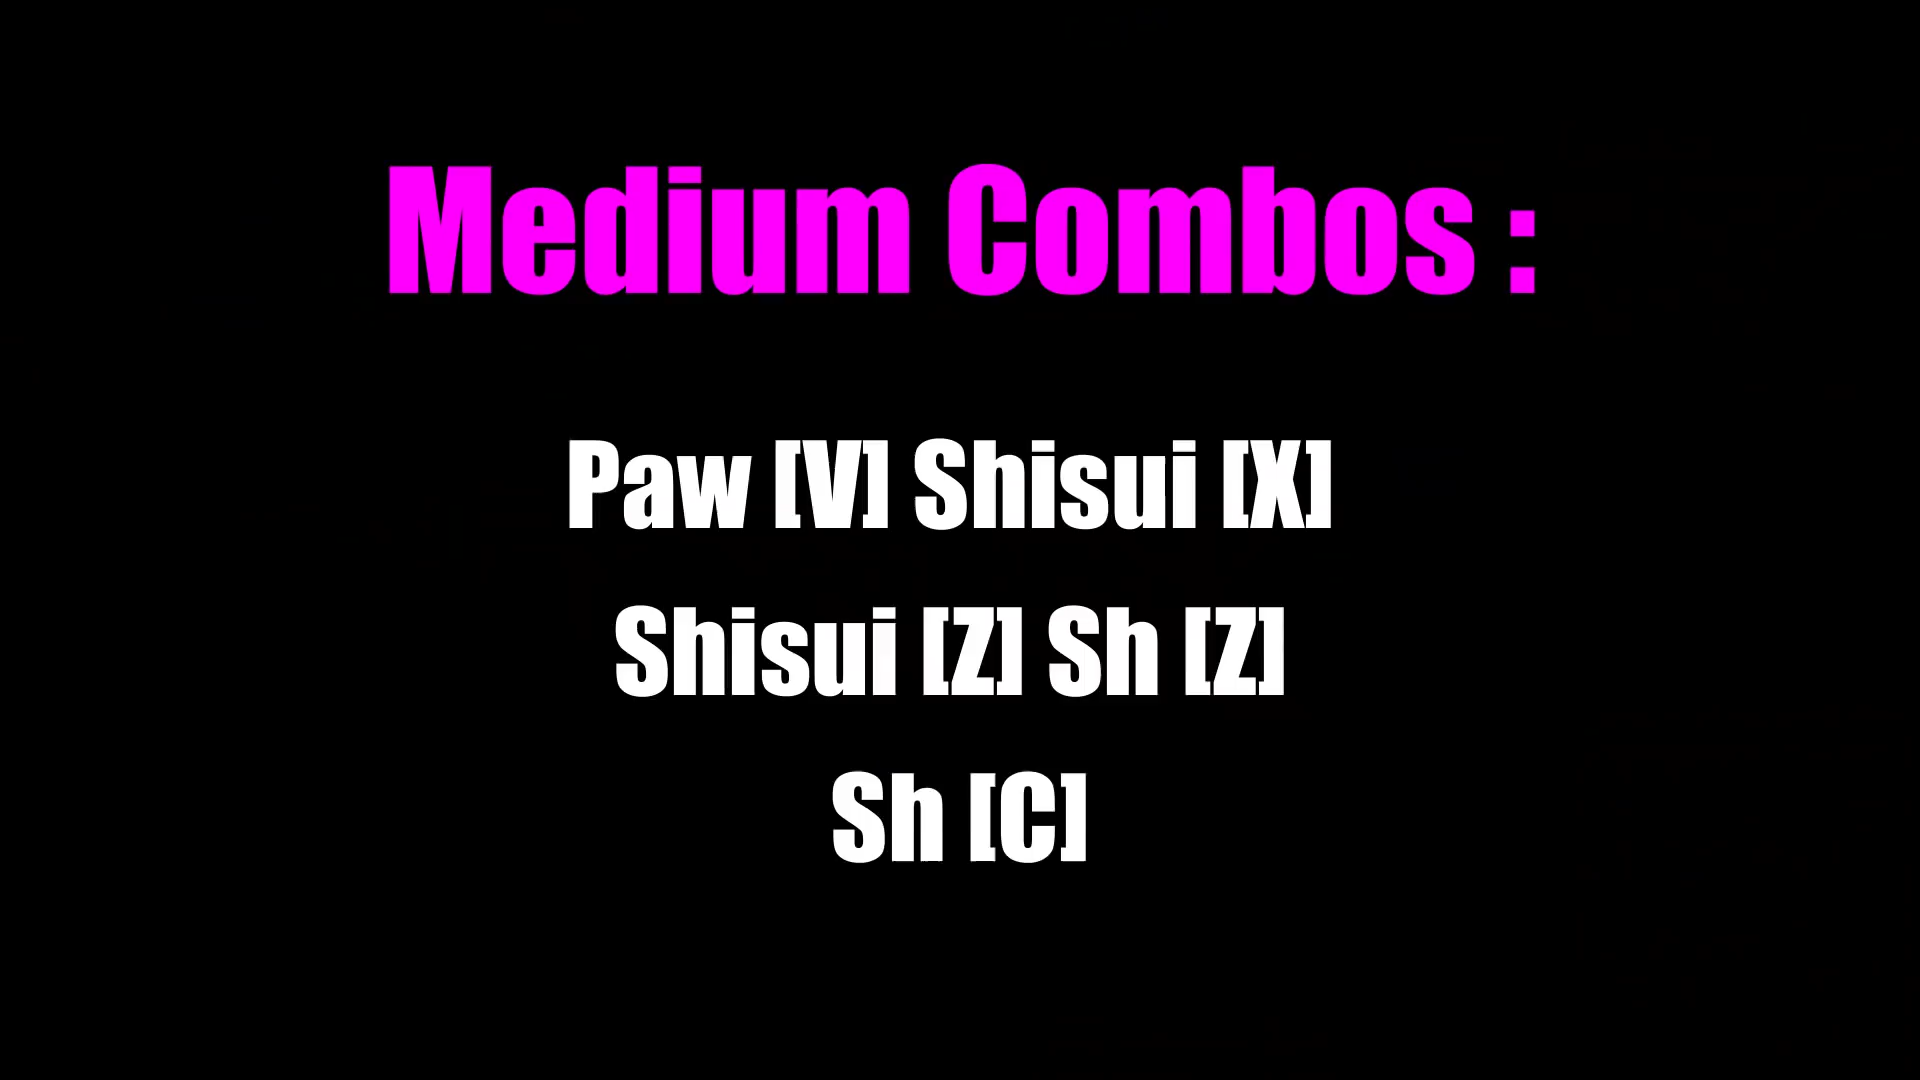 Medium Combos :
Paw [V] Shisui [X]
Shisui [Z] Sh [Z]
Sh [C]